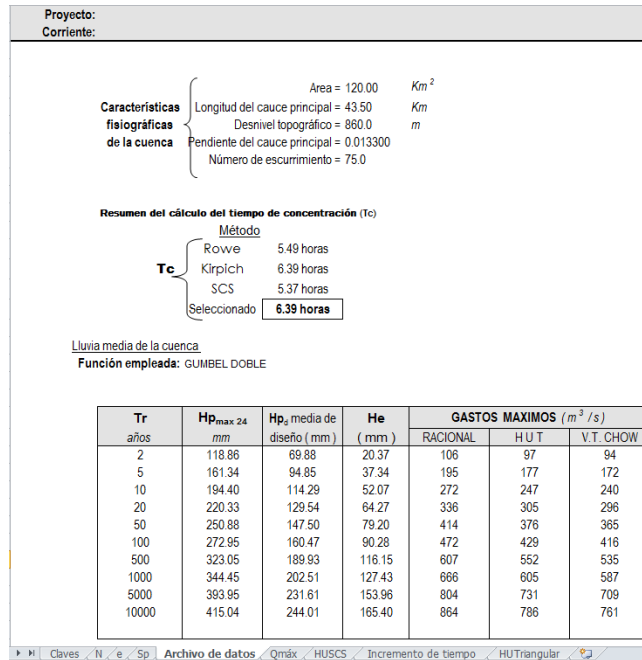 Proyecto:
Corriente:
Area = 120.00 Km 2
Características Longitud del cauce principal = 43.50 Km
fisiográficas Desnivel topográfico = 860.0 m
de la cuenca Pendiente del cauce principal = 0.013300
Número de escurrimiento = 75.0
Resumen del cálculo del tiempo de concentración (Tc)
Método
Rowe 5.49 horas
Tc Kirpich 6.39 horas
SCS 5.37 horas
Seleccionado 6.39 horas
Lluvia media de la cuenca
Función empleada: GUMBEL DOBLE
Tr Hpmax 24 Hpd media de He GASTOS MAXIMOS (m 3 /s)
años mm diseño ( mm ) ( mm ) RACIONAL H U T V.T. CHOW
2 118.86 69.88 20.37 106 97 94
5 161.34 94.85 37.34 195 177 172
10 194.40 114.29 52.07 272 247 240
20 220.33 129.54 64.27 336 305 296
50 250.88 147.50 79.20 414 376 365
100 272.95 160.47 90.28 472 429 416
500 323.05 189.93 116.15 607 552 535
1000 344.45 202.51 127.43 666 605 587
5000 393.95 231.61 153.96 804 731 709
10000 415.04 244.01 165.40 864 786 761
Claves N e Sp Archivo de datos Qmáx HUSCS Incremento de tiempo HUTriangular